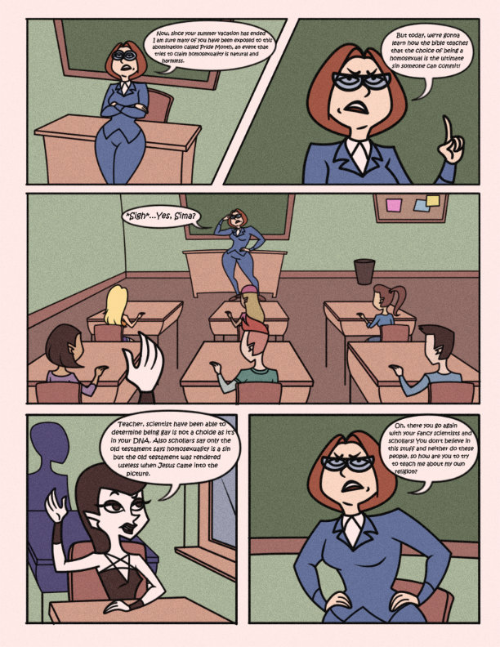 Now, since your summer vacation has ended
I am sure many of you have been exposed to this
abomination called Pride Month, an event that
tries to claim homosexuality is natural and
harmless.
But today, we're gonna
learn how the bible teaches
that the choice of being a
homosexual is the ultimate
sin someone can commit!
*Sigh*...Yes, Sima?
Teacher, scientist have been able to
determine being gay is not a choice as it's
in your DNA. Also scholars say only the
old testament says homosexuality is a sin
but the old testament was rendered
useless when Jesus came into the
picture.
Oh, there you go again
with your fancy scientists and
scholars! You don't believe in
this stuff and neither do these
people, so how are you to try
to teach me about my own
religion?